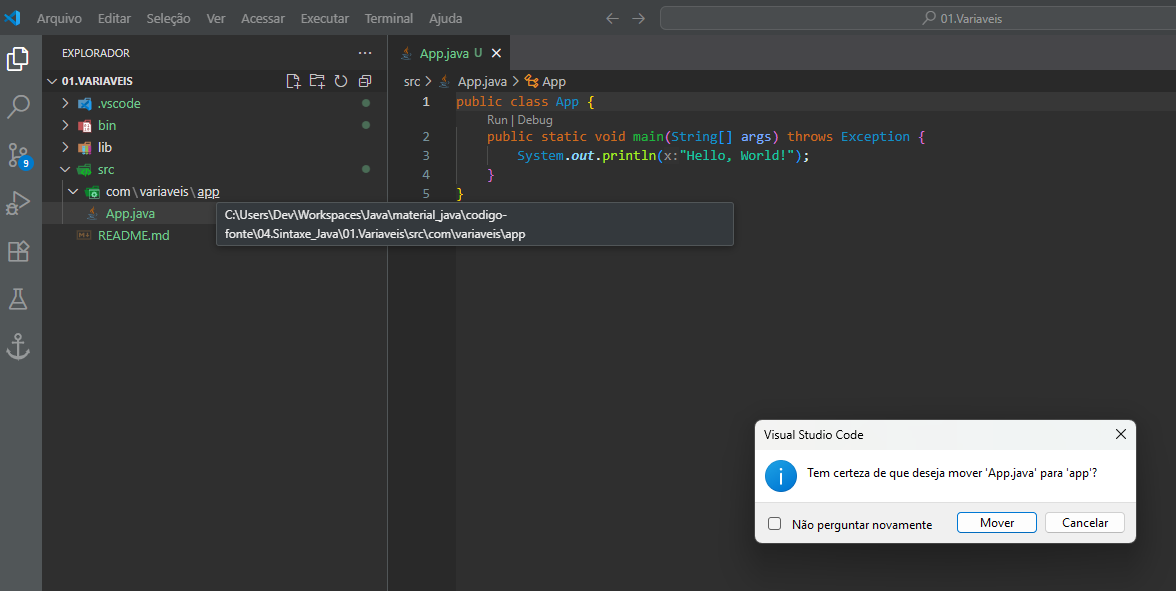 Arquivo Editar Seleção Ver Acessar Executar Terminal Ajuda 01.Variaveis
EXPLORADOR
01.VARIAVEIS
.vscode
bin
lib
src
com\variaveis\app
App.java
README.md
9
App.java U
src > App.java > App
1 public class App {
Run | Debug
2 public static void main(String[] args) throws Exception {
3 System.out.println(x:"Hello, World!");
4 }
5 }
C:\Users\Dev\Workspaces\Java\material_java\codigo-
fonte\04.Sintaxe_Java\01.Variaveis\src\com\variaveis\app
Visual Studio Code
Tem certeza de que deseja mover 'App.java' para 'app'?
Não perguntar novamente
Mover
Cancelar